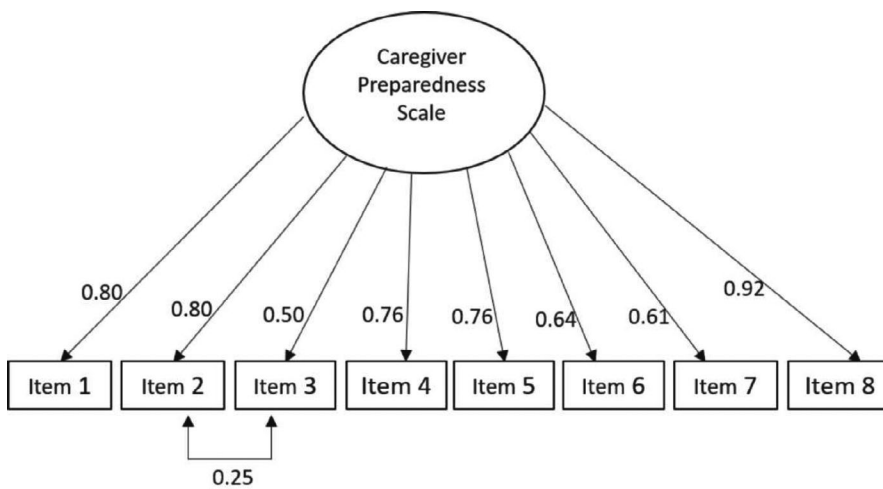 Caregiver
Preparedness
Scale
0.80
0.80
0.50
0.76
0.76
0.64
0.61
0.92
Item 1
Item 2
Item 3
Item 4
Item 5
Item 6
Item 7
Item 8
0.25